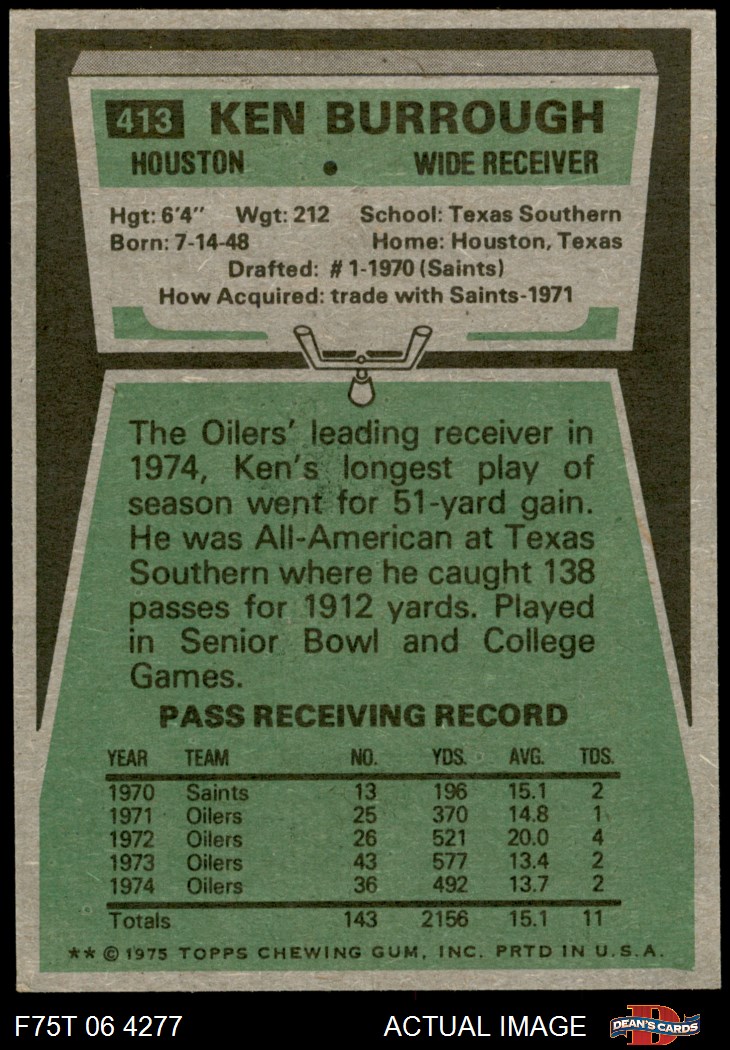 413 KEN BURROUGH
HOUSTON • WIDE RECEIVER
Hgt: 6'4" Wgt: 212 School: Texas Southern
Born: 7-14-48 Home: Houston, Texas
Drafted: #1-1970 (Saints)
How Acquired: trade with Saints-1971
The Oilers' leading receiver in
1974, Ken's longest play of
season went for 51-yard gain.
He was All-American at Texas
Southern where he caught 138
passes for 1912 yards. Played
in Senior Bowl and College
Games.
PASS RECEIVING RECORD
YEAR TEAM NO. YDS. AVG. TDS.
1970 Saints 13 196 15.1 2
1971 Oilers 25 370 14.8 1
1972 Oilers 26 521 20.0 4
1973 Oilers 43 577 13.4 2
1974 Oilers 36 492 13.7 2
Totals 143 2156 15.1 11
** © 1975 TOPPS CHEWING GUM, INC. PRTD IN U.S.A.
F75T 06 4277 ACTUAL IMAGE D DEAN'S CARDS